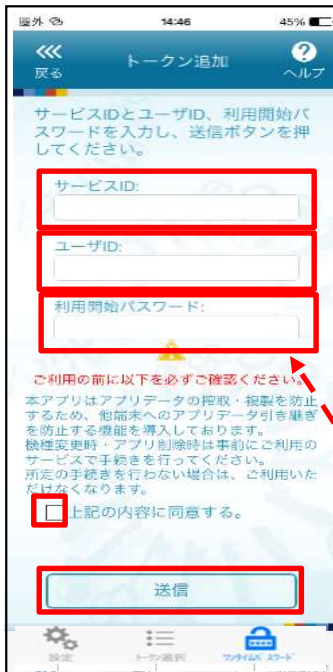 圏外
14:46
45%
戻る
トークン追加
?
ヘルプ
サービスIDとユーザID、利用開始パ
スワードを入力し、送信ボタンを押
してください。
サービスID:
ユーザID:
利用開始パスワード:
ご利用の前に以下を必ずご確認ください。
本アプリはアプリデータの搾取・複製を防止
するため、他端末へのアプリデータ引き継ぎ
を防止する機能を導入しております。
機種変更時・アプリ削除時は事前にご利用の
サービスで手続きを行ってください。
所定の手続きを行わない場合は、ご利用いた
だけなくなります。
上記の内容に同意する。
送信
設定
トークン選択
ワンタイムパスワード